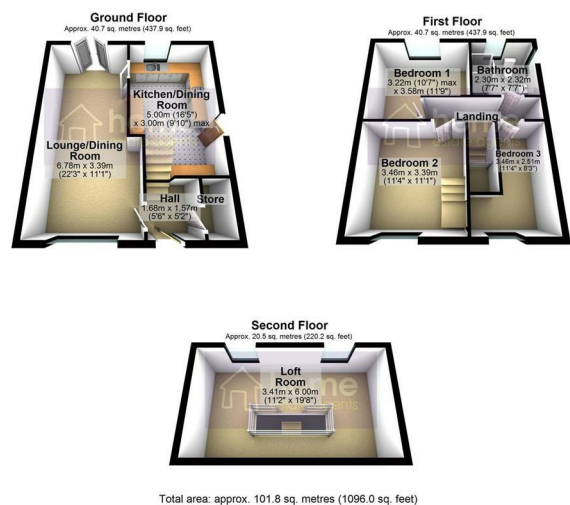 Ground Floor
Approx. 40.7 sq. metres (437.9 sq. feet)
Kitchen/Dining
Room
5.00m (16'5")
x 3.00m (9'10") max
Lounge/Dining
Room
6.78m x 3.39m
(22'3" x 11'1")
Hall
1.68m x 1.57m
(5'6" x 5'2")
Store
First Floor
Approx. 40.7 sq. metres (437.9 sq. feet)
Bedroom 1
3.22m (10'7") max
x 3.58m (11'9")
Bathroom
2.30m x 2.32m
(7'7" x 7'7")
Landing
Bedroom 2
3.46m x 3.39m
(11'4" x 11'1")
Bedroom 3
3.46m x 2.51m
(11'4" x 8'3")
Second Floor
Approx. 20.5 sq. metres (220.2 sq. feet)
Loft
Room
3.41m x 6.00m
(11'2" x 19'8")
home
Total area: approx. 101.8 sq. metres (1096.0 sq. feet)